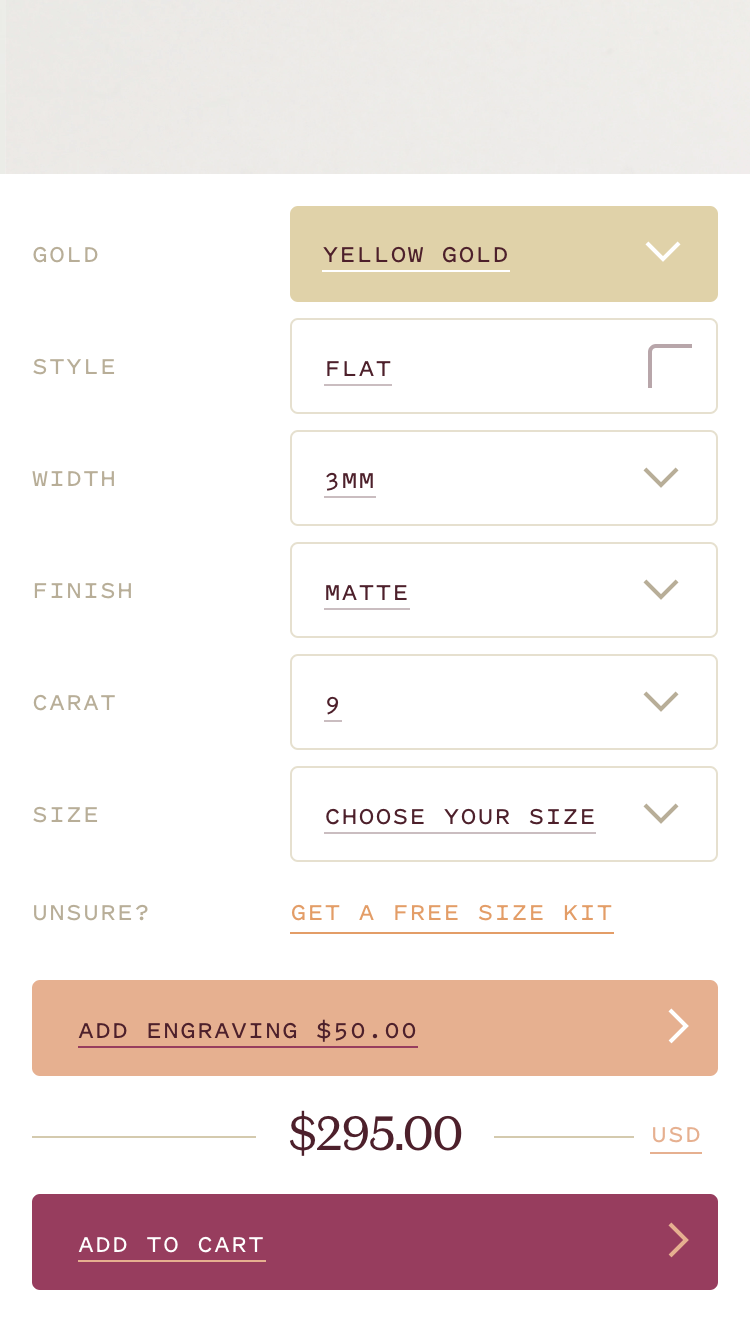 GOLD YELLOW GOLD
STYLE FLAT
WIDTH 3MM
FINISH MATTE
CARAT 9
SIZE CHOOSE YOUR SIZE
UNSURE? GET A FREE SIZE KIT
ADD ENGRAVING $50.00
$295.00 USD
ADD TO CART